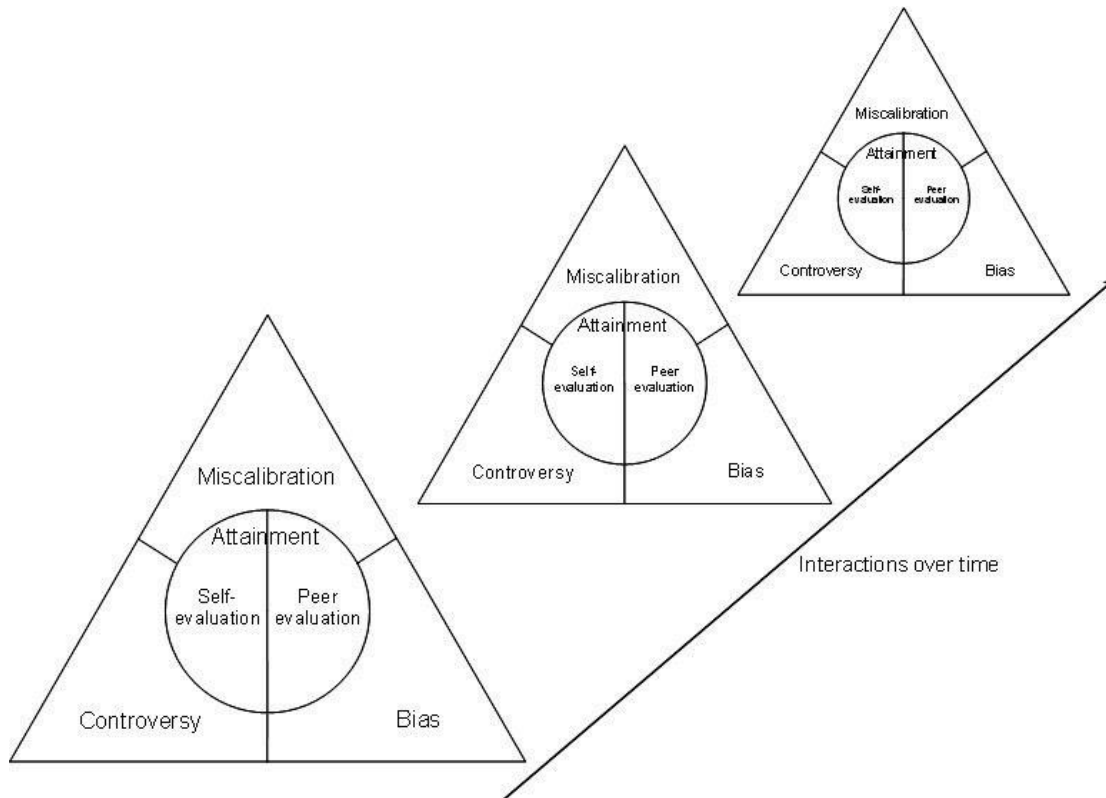 Miscalibration
Attainment
Self-
evaluation
Peer
evaluation
Controversy
Bias
Miscalibration
Attainment
Self-
evaluation
Peer
evaluation
Controversy
Bias
Miscalibration
Attainment
Self-
evaluation
Peer
evaluation
Controversy
Bias
Interactions over time